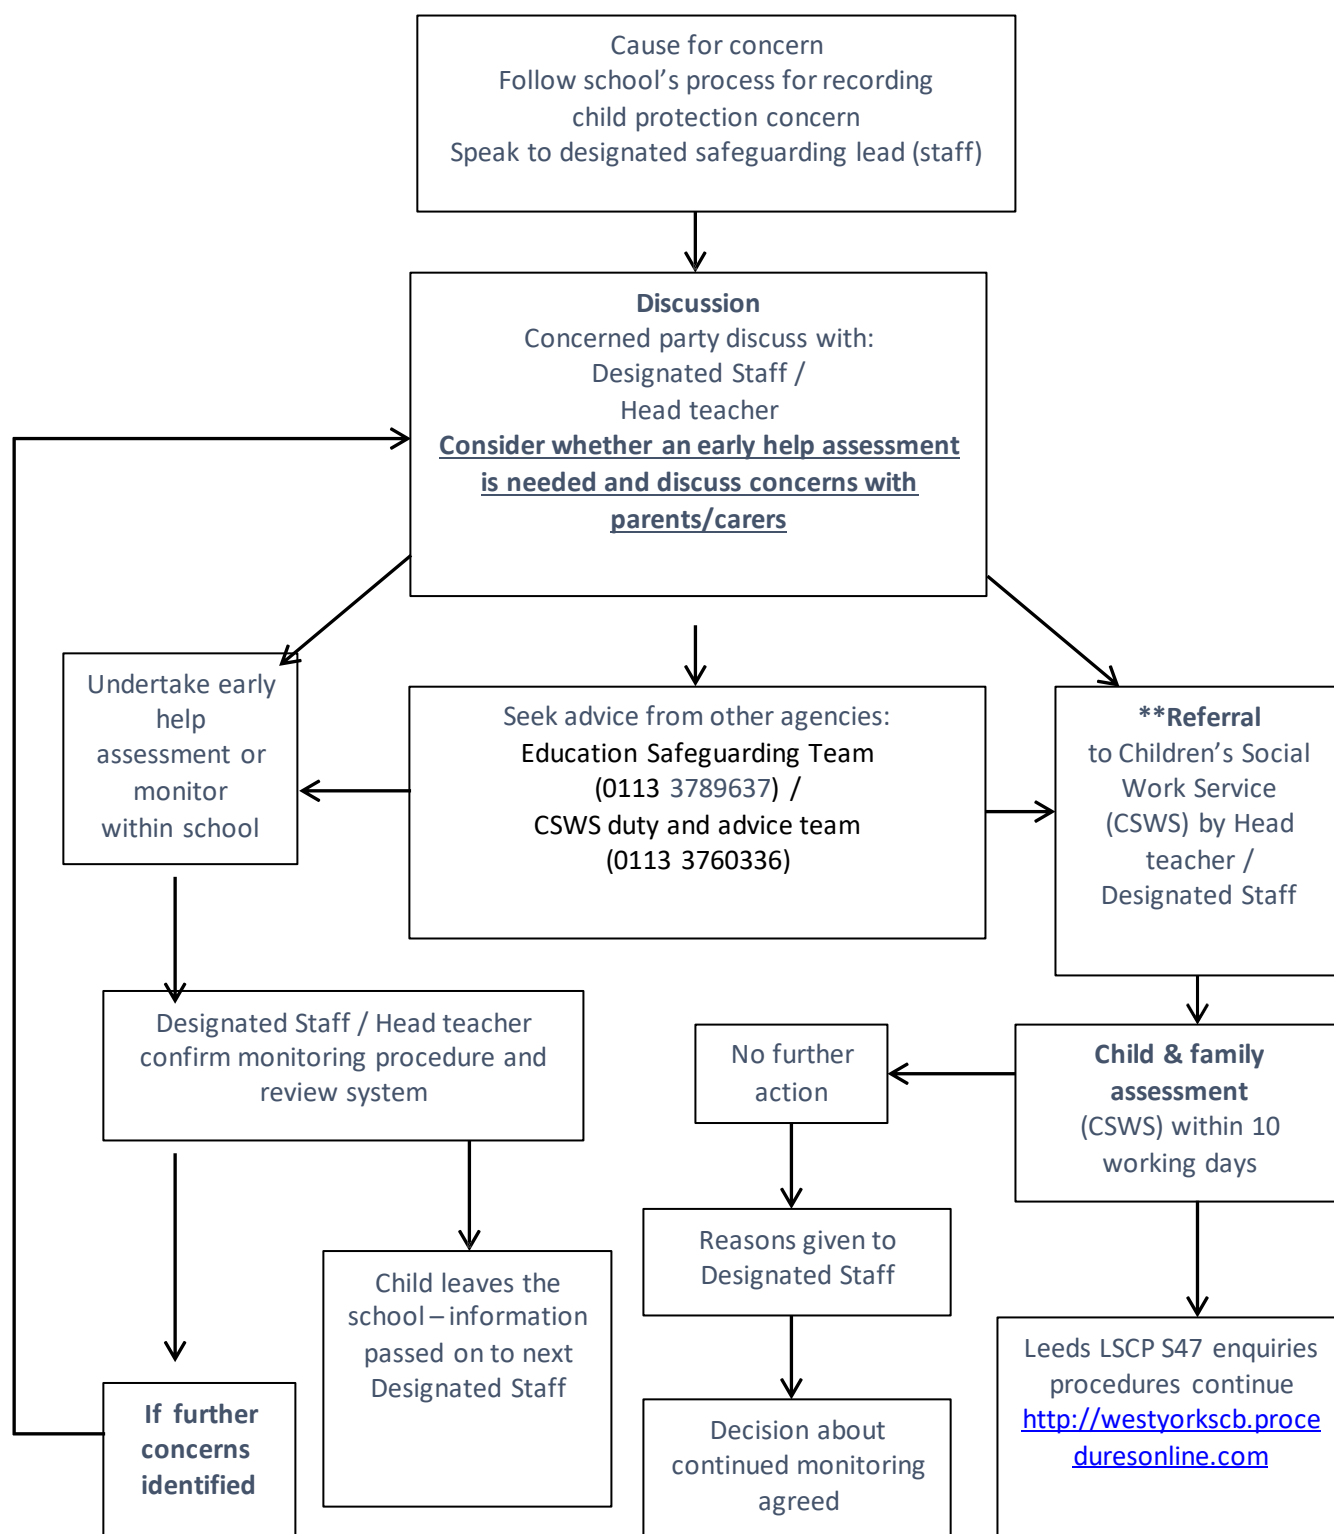 Cause for concern
Follow school’s process for recording
child protection concern
Speak to designated safeguarding lead (staff)
Discussion
Concerned party discuss with:
Designated Staff /
Head teacher
Consider whether an early help assessment
is needed and discuss concerns with
parents/carers
Undertake early
help
assessment or
monitor
within school
Seek advice from other agencies:
Education Safeguarding Team
(0113 3789637) /
CSWS duty and advice team
(0113 3760336)
**Referral
to Children’s Social
Work Service
(CSWS) by Head
teacher /
Designated Staff
Designated Staff / Head teacher
confirm monitoring procedure and
review system
No further
action
Child & family
assessment
(CSWS) within 10
working days
Child leaves the
school – information
passed on to next
Designated Staff
Reasons given to
Designated Staff
If further
concerns
identified
Decision about
continued monitoring
agreed
Leeds LSCP S47 enquiries
procedures continue
http://westyorkscb.proce
duresonline.com